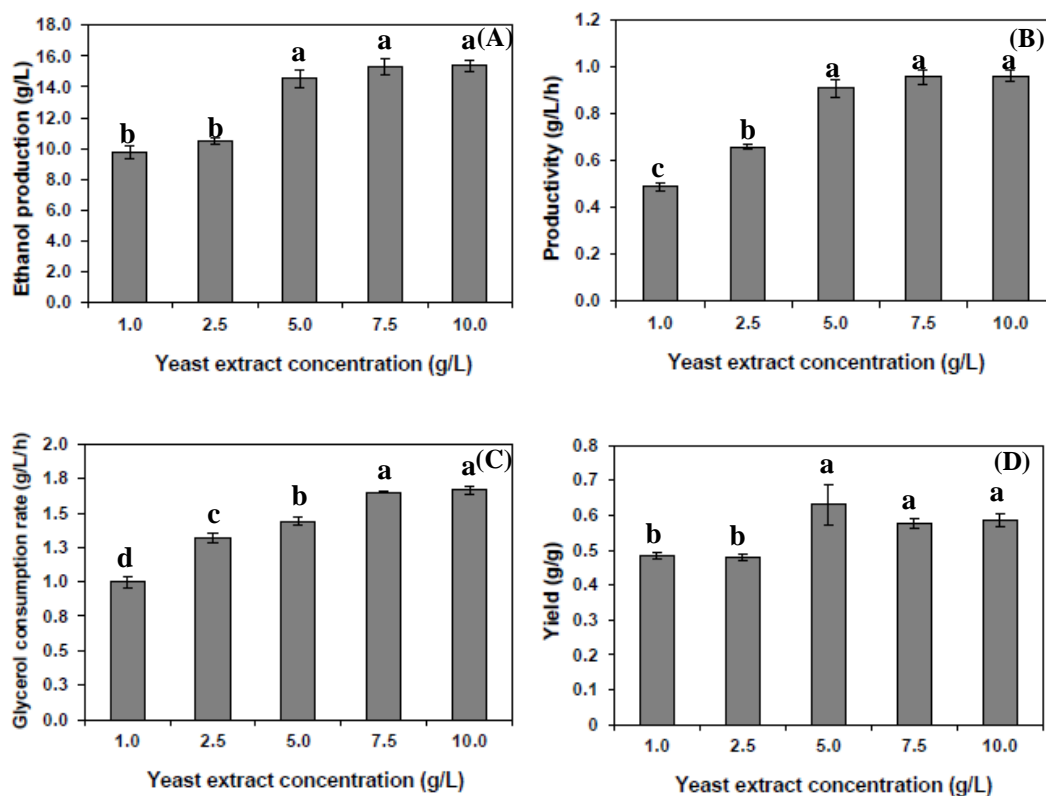 (A)
Ethanol production (g/L)
18.0
16.0
14.0
12.0
10.0
8.0
6.0
4.0
2.0
0.0
b b a a a
1.0 2.5 5.0 7.5 10.0
Yeast extract concentration (g/L)
(B)
Productivity (g/L/h)
1.2
1.0
0.8
0.6
0.4
0.2
0.0
c b a a a
1.0 2.5 5.0 7.5 10.0
Yeast extract concentration (g/L)
(C)
Glycerol consumption rate (g/L/h)
2.0
1.8
1.5
1.3
1.0
0.8
0.5
0.3
0.0
d c b a a
1.0 2.5 5.0 7.5 10.0
Yeast extract concentration (g/L)
(D)
Yield (g/g)
0.8
0.7
0.6
0.5
0.4
0.3
0.2
0.1
0
b b a a a
1.0 2.5 5.0 7.5 10.0
Yeast extract concentration (g/L)